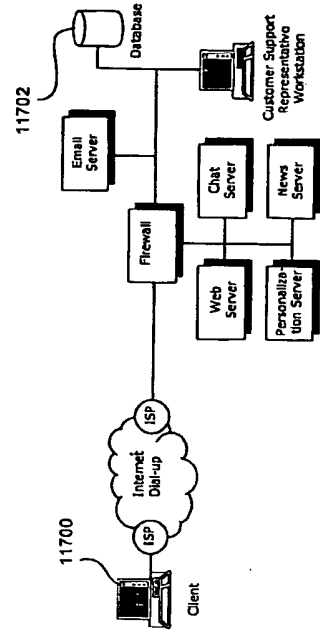 11700
Client
ISP
Internet
Dial-up
ISP
Firewall
Email
Server
Web
Server
Chat
Server
Personaliza-
tion Server
News
Server
11702
Database
Customer Support
Representative
Workstation